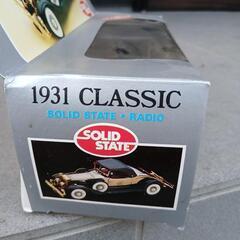 1931 CLASSIC
SOLID STATE • RADIO
SOLID
STATE